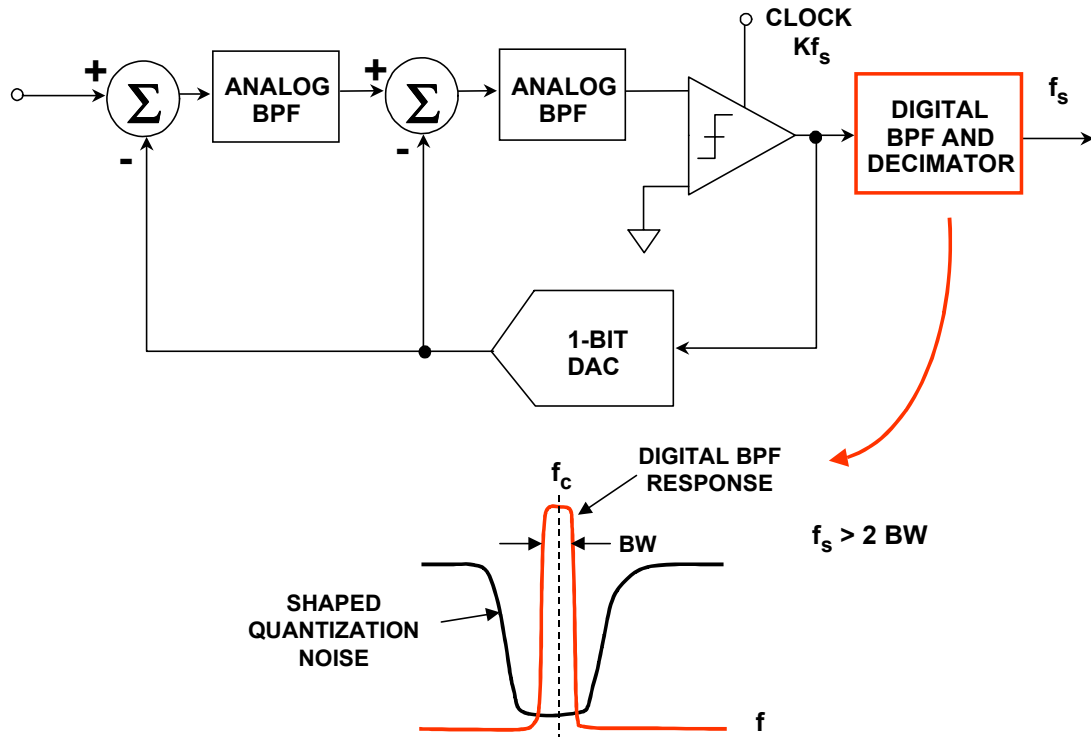 CLOCK
Kfs
+
Σ
-
ANALOG
BPF
+
Σ
-
ANALOG
BPF
DIGITAL
BPF AND
DECIMATOR
fs
1-BIT
DAC
DIGITAL BPF
RESPONSE
fc
BW
fs > 2 BW
SHAPED
QUANTIZATION
NOISE
f